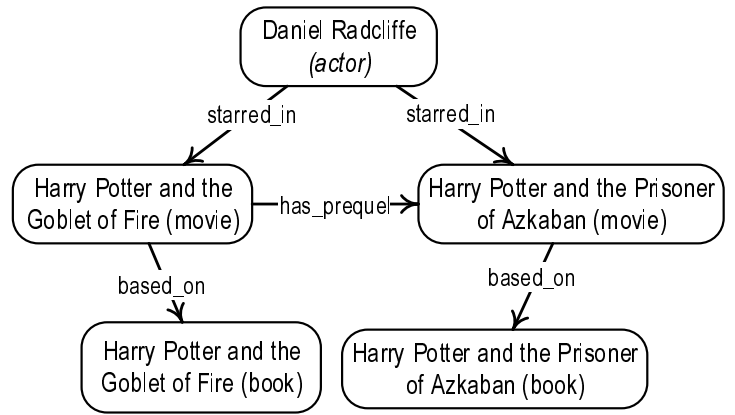 Daniel Radcliffe
(actor)
starred_in
starred_in
Harry Potter and the
Goblet of Fire (movie)
has_prequel
Harry Potter and the Prisoner
of Azkaban (movie)
based_on
based_on
Harry Potter and the
Goblet of Fire (book)
Harry Potter and the Prisoner
of Azkaban (book)